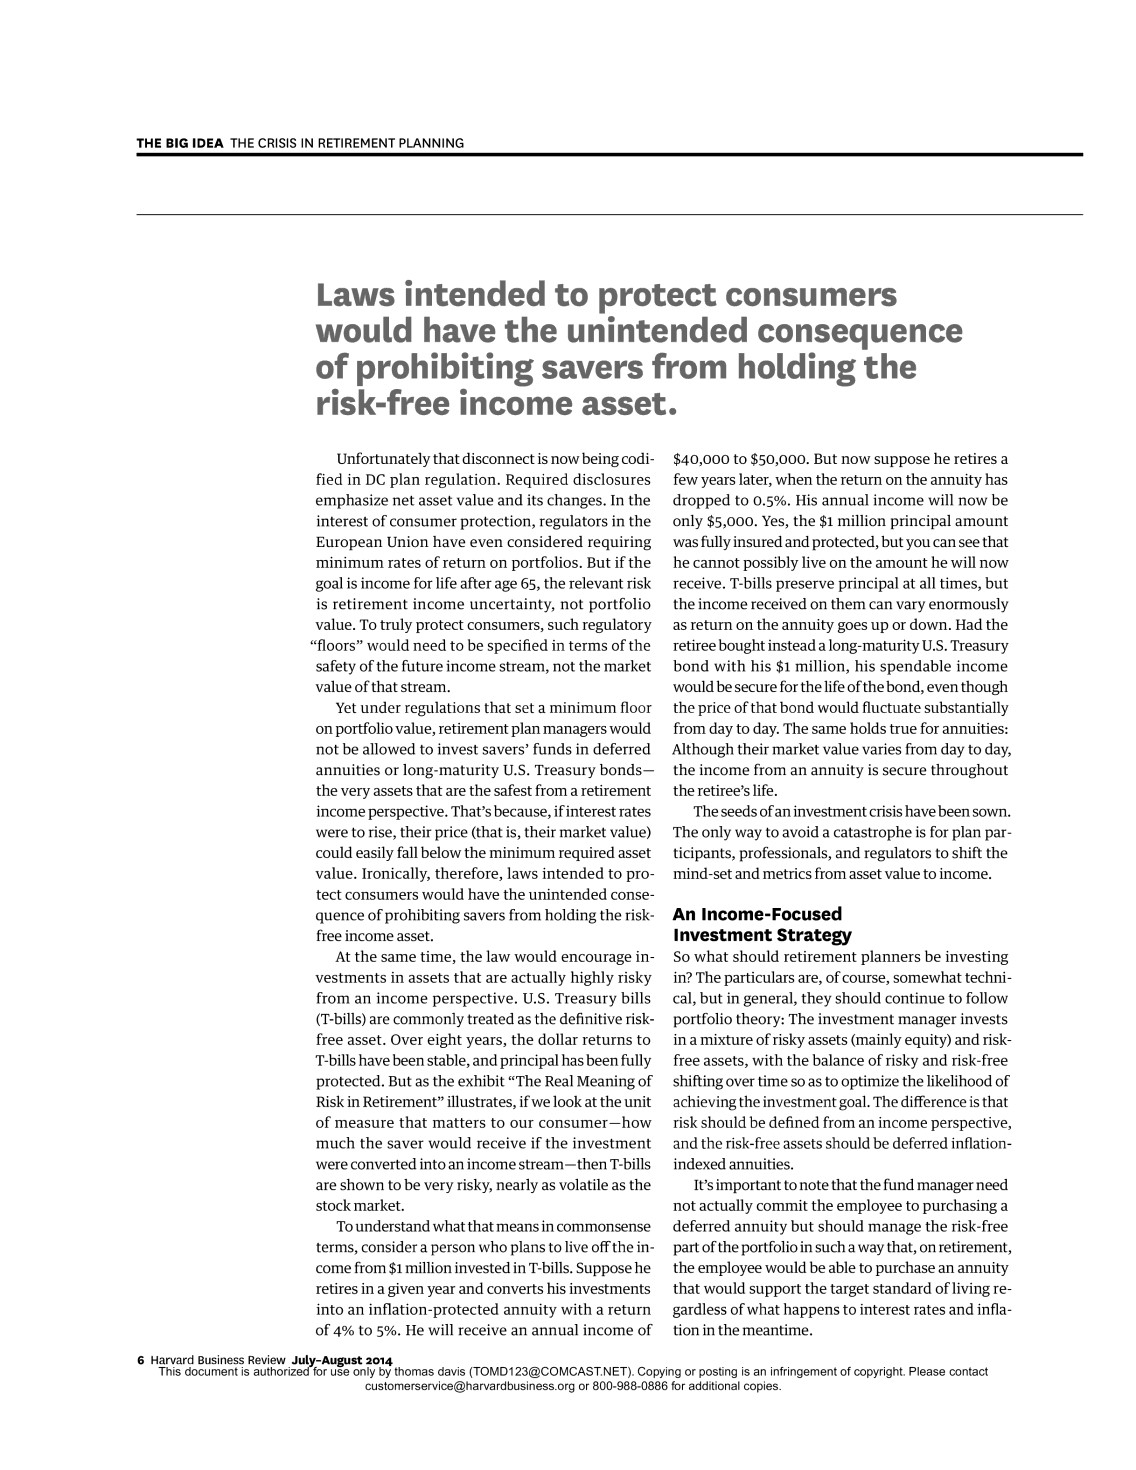 THE BIG IDEA THE CRISIS IN RETIREMENT PLANNING
Laws intended to protect consumers
would have the unintended consequence
of prohibiting savers from holding the
risk-free income asset.
Unfortunately that disconnect is now being codi-
fied in DC plan regulation. Required disclosures
emphasize net asset value and its changes. In the
interest of consumer protection, regulators in the
European Union have even considered requiring
minimum rates of return on portfolios. But if the
goal is income for life after age 65, the relevant risk
is retirement income uncertainty, not portfolio
value. To truly protect consumers, such regulatory
“floors” would need to be specified in terms of the
safety of the future income stream, not the market
value of that stream.
Yet under regulations that set a minimum floor
on portfolio value, retirement plan managers would
not be allowed to invest savers’ funds in deferred
annuities or long-maturity U.S. Treasury bonds—
the very assets that are the safest from a retirement
income perspective. That’s because, if interest rates
were to rise, their price (that is, their market value)
could easily fall below the minimum required asset
value. Ironically, therefore, laws intended to pro-
tect consumers would have the unintended conse-
quence of prohibiting savers from holding the risk-
free income asset.
At the same time, the law would encourage in-
vestments in assets that are actually highly risky
from an income perspective. U.S. Treasury bills
(T-bills) are commonly treated as the definitive risk-
free asset. Over eight years, the dollar returns to
T-bills have been stable, and principal has been fully
protected. But as the exhibit “The Real Meaning of
Risk in Retirement” illustrates, if we look at the unit
of measure that matters to our consumer—how
much the saver would receive if the investment
were converted into an income stream—then T-bills
are shown to be very risky, nearly as volatile as the
stock market.
To understand what that means in commonsense
terms, consider a person who plans to live off the in-
come from $1 million invested in T-bills. Suppose he
retires in a given year and converts his investments
into an inflation-protected annuity with a return
of 4% to 5%. He will receive an annual income of
$40,000 to $50,000. But now suppose he retires a
few years later, when the return on the annuity has
dropped to 0.5%. His annual income will now be
only $5,000. Yes, the $1 million principal amount
was fully insured and protected, but you can see that
he cannot possibly live on the amount he will now
receive. T-bills preserve principal at all times, but
the income received on them can vary enormously
as return on the annuity goes up or down. Had the
retiree bought instead a long-maturity U.S. Treasury
bond with his $1 million, his spendable income
would be secure for the life of the bond, even though
the price of that bond would fluctuate substantially
from day to day. The same holds true for annuities:
Although their market value varies from day to day,
the income from an annuity is secure throughout
the retiree’s life.
The seeds of an investment crisis have been sown.
The only way to avoid a catastrophe is for plan par-
ticipants, professionals, and regulators to shift the
mind-set and metrics from asset value to income.
An Income-Focused
Investment Strategy
So what should retirement planners be investing
in? The particulars are, of course, somewhat techni-
cal, but in general, they should continue to follow
portfolio theory: The investment manager invests
in a mixture of risky assets (mainly equity) and risk-
free assets, with the balance of risky and risk-free
shifting over time so as to optimize the likelihood of
achieving the investment goal. The difference is that
risk should be defined from an income perspective,
and the risk-free assets should be deferred inflation-
indexed annuities.
It’s important to note that the fund manager need
not actually commit the employee to purchasing a
deferred annuity but should manage the risk-free
part of the portfolio in such a way that, on retirement,
the employee would be able to purchase an annuity
that would support the target standard of living re-
gardless of what happens to interest rates and infla-
tion in the meantime.
6 Harvard Business Review July–August 2014
This document is authorized for use only by thomas davis (TOMD123@COMCAST.NET). Copying or posting is an infringement of copyright. Please contact
customerservice@harvardbusiness.org or 800-988-0886 for additional copies.